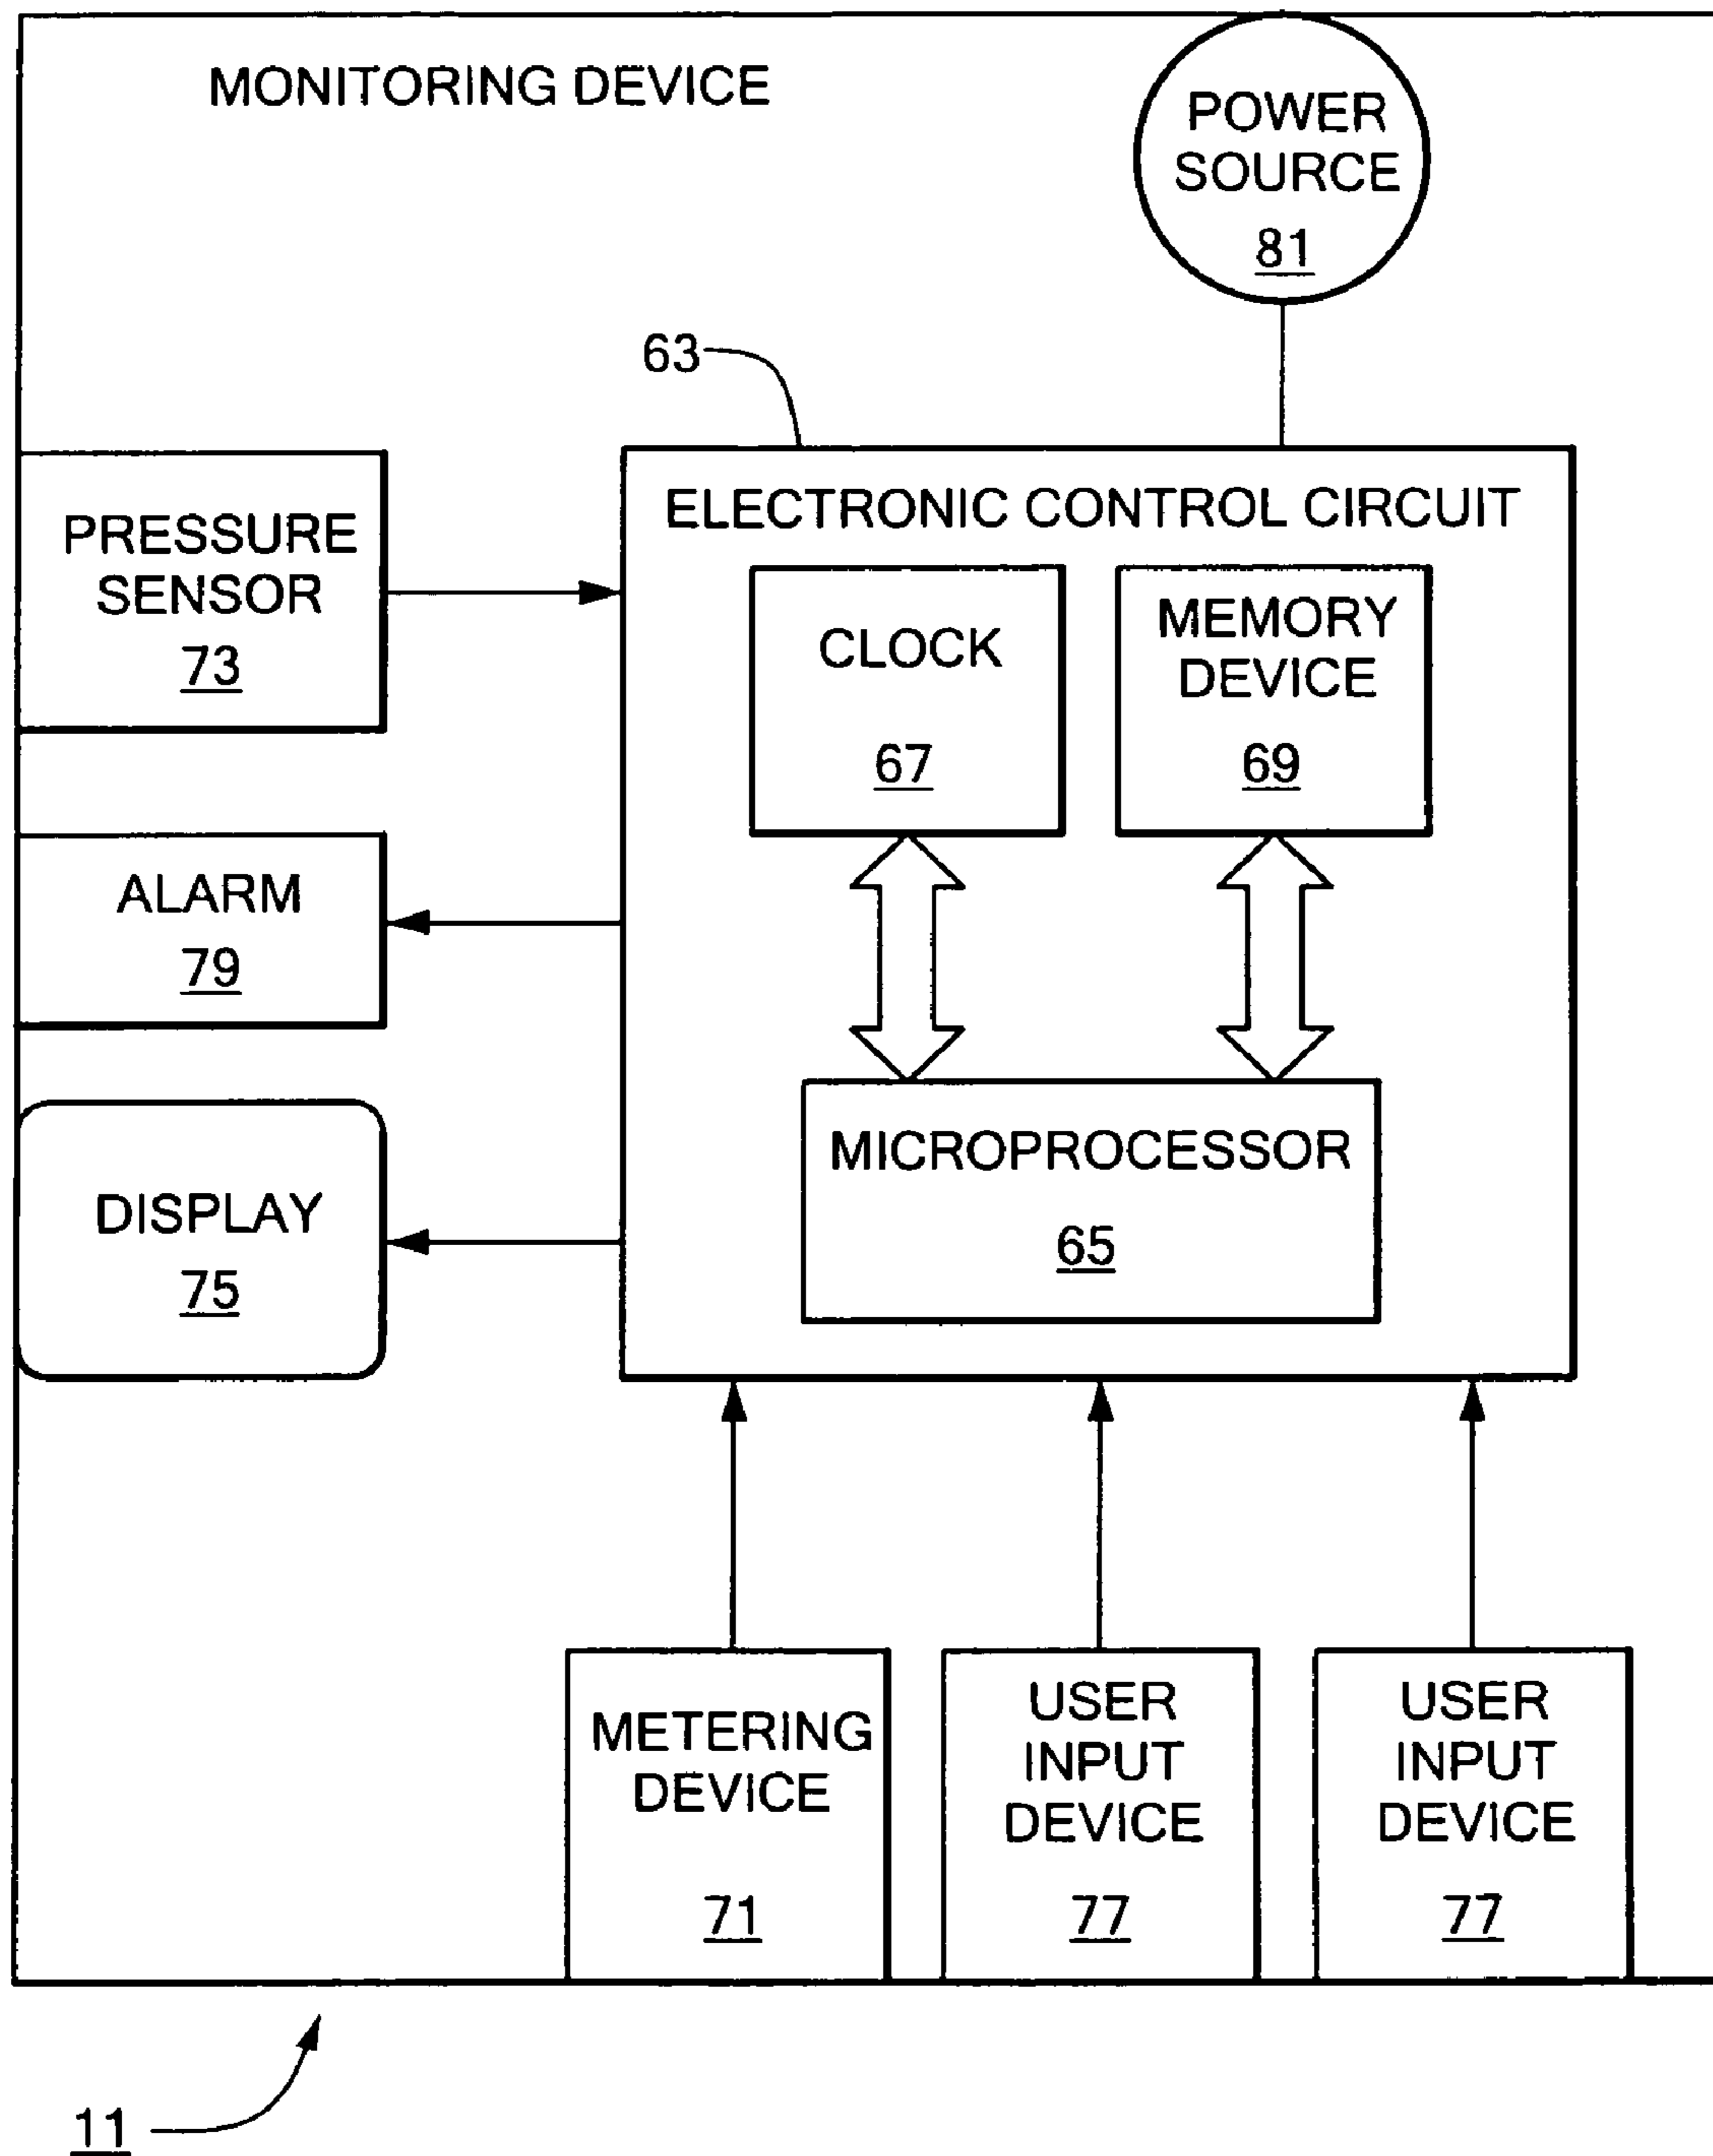 MONITORING DEVICE
POWER
SOURCE
81
63
ELECTRONIC CONTROL CIRCUIT
PRESSURE
SENSOR
73
CLOCK
67
MEMORY
DEVICE
69
ALARM
79
MICROPROCESSOR
65
DISPLAY
75
METERING
DEVICE
71
USER
INPUT
DEVICE
77
USER
INPUT
DEVICE
77
11